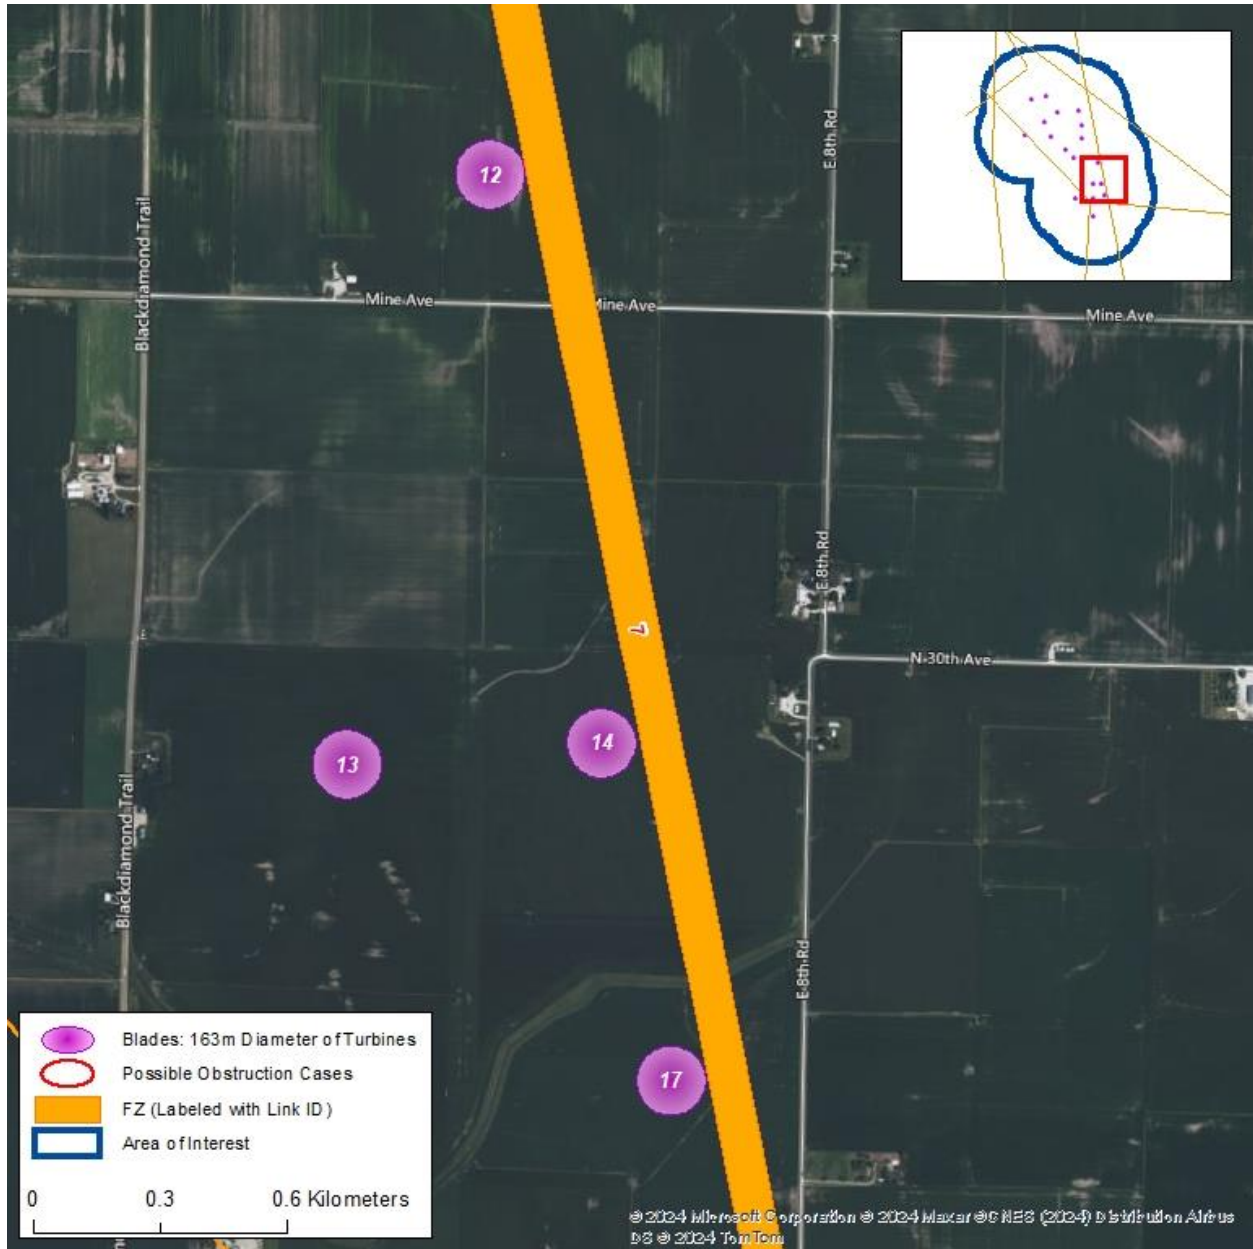 E 8th Rd
12
Blackdiamond Trail
Mine Ave
Mine Ave
Mine Ave
E 8th Rd
7
N 30th Ave
14
13
Blackdiamond Trail
E 8th Rd
17
Blades: 163m Diameter of Turbines
Possible Obstruction Cases
FZ (Labeled with Link ID)
Area of Interest
0 0.3 0.6 Kilometers
© 2024 Microsoft Corporation © 2024 Maxar ©CNES (2024) Distribution Airbus
DS © 2024 TomTom